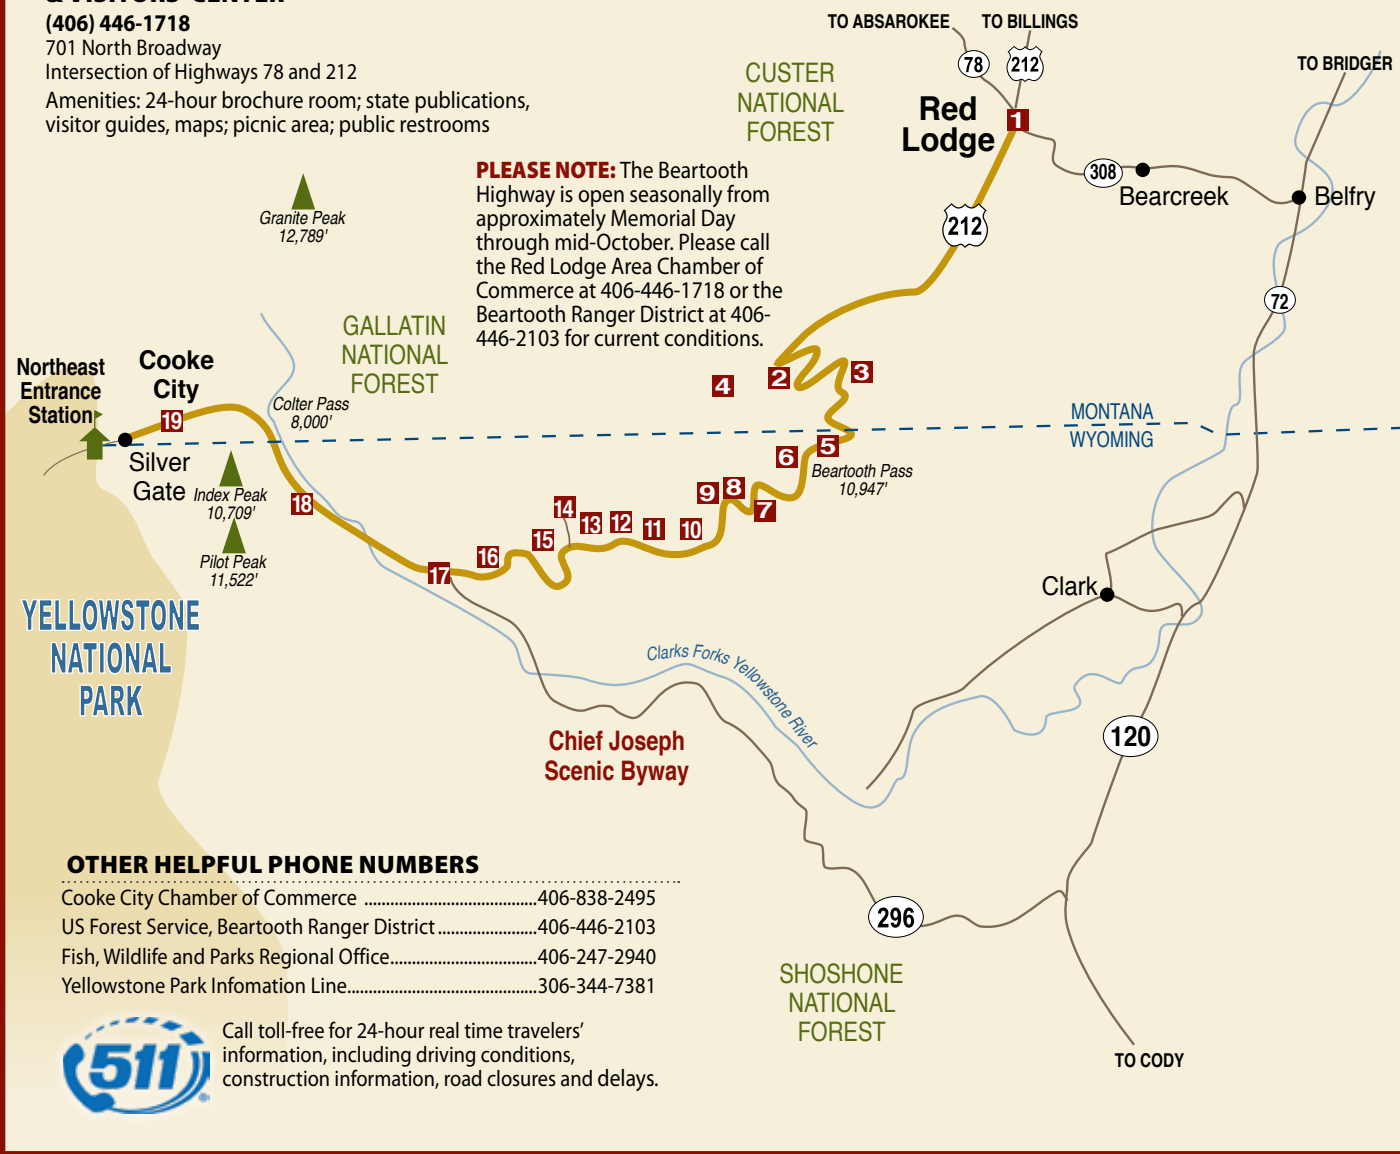 & VISITORS' CENTER
(406) 446-1718
701 North Broadway
Intersection of Highways 78 and 212
Amenities: 24-hour brochure room; state publications,
visitor guides, maps; picnic area; public restrooms
TO ABSAROKEE
TO BILLINGS
78
212
TO BRIDGER
CUSTER
NATIONAL
FOREST
Red
Lodge
1
308
Bearcreek
Belfry
212
72
PLEASE NOTE: The Beartooth
Highway is open seasonally from
approximately Memorial Day
through mid-October. Please call
the Red Lodge Area Chamber of
Commerce at 406-446-1718 or the
Beartooth Ranger District at 406-
446-2103 for current conditions.
Granite Peak
12,789'
GALLATIN
NATIONAL
FOREST
Northeast
Entrance
Station
Cooke
City
19
Colter Pass
8,000'
4
2
3
MONTANA
WYOMING
Silver
Gate
Index Peak
10,709'
Pilot Peak
11,522'
18
5
6
Beartooth Pass
10,947'
9
8
7
14
13
12
11
10
15
16
17
Clark
YELLOWSTONE
NATIONAL
PARK
Clarks Forks Yellowstone River
Chief Joseph
Scenic Byway
120
296
SHOSHONE
NATIONAL
FOREST
TO CODY
OTHER HELPFUL PHONE NUMBERS
Cooke City Chamber of Commerce ........................................406-838-2495
US Forest Service, Beartooth Ranger District.......................406-446-2103
Fish, Wildlife and Parks Regional Office..................................406-247-2940
Yellowstone Park Infomation Line............................................306-344-7381
511
®
Call toll-free for 24-hour real time travelers'
information, including driving conditions,
construction information, road closures and delays.